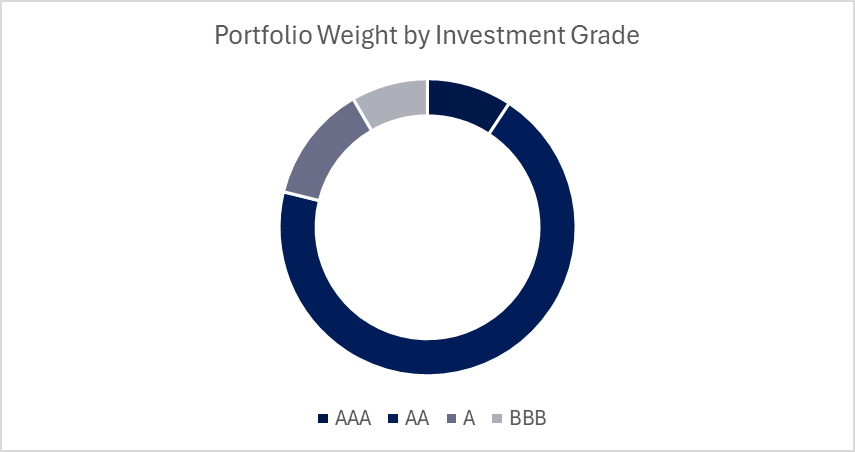 Portfolio Weight by Investment Grade
AAA AA A BBB